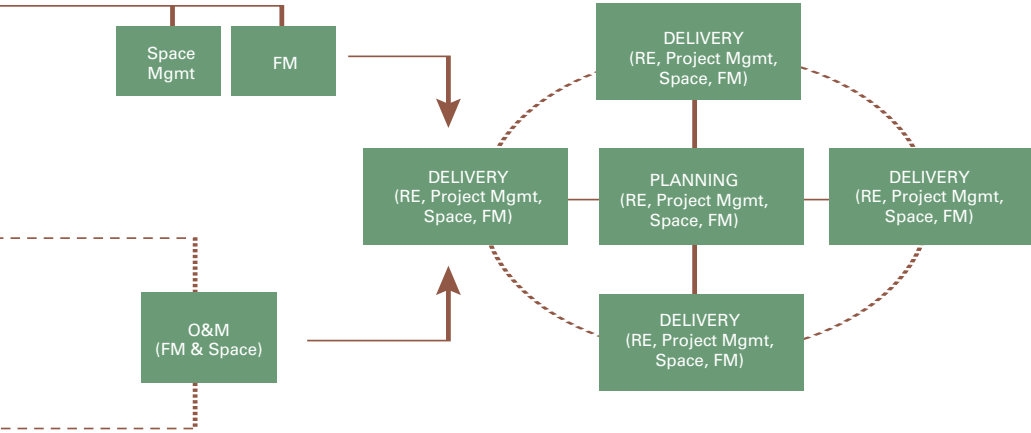 Space
Mgmt
FM
DELIVERY
(RE, Project Mgmt,
Space, FM)
DELIVERY
(RE, Project Mgmt,
Space, FM)
PLANNING
(RE, Project Mgmt,
Space, FM)
DELIVERY
(RE, Project Mgmt,
Space, FM)
O&M
(FM & Space)
DELIVERY
(RE, Project Mgmt,
Space, FM)